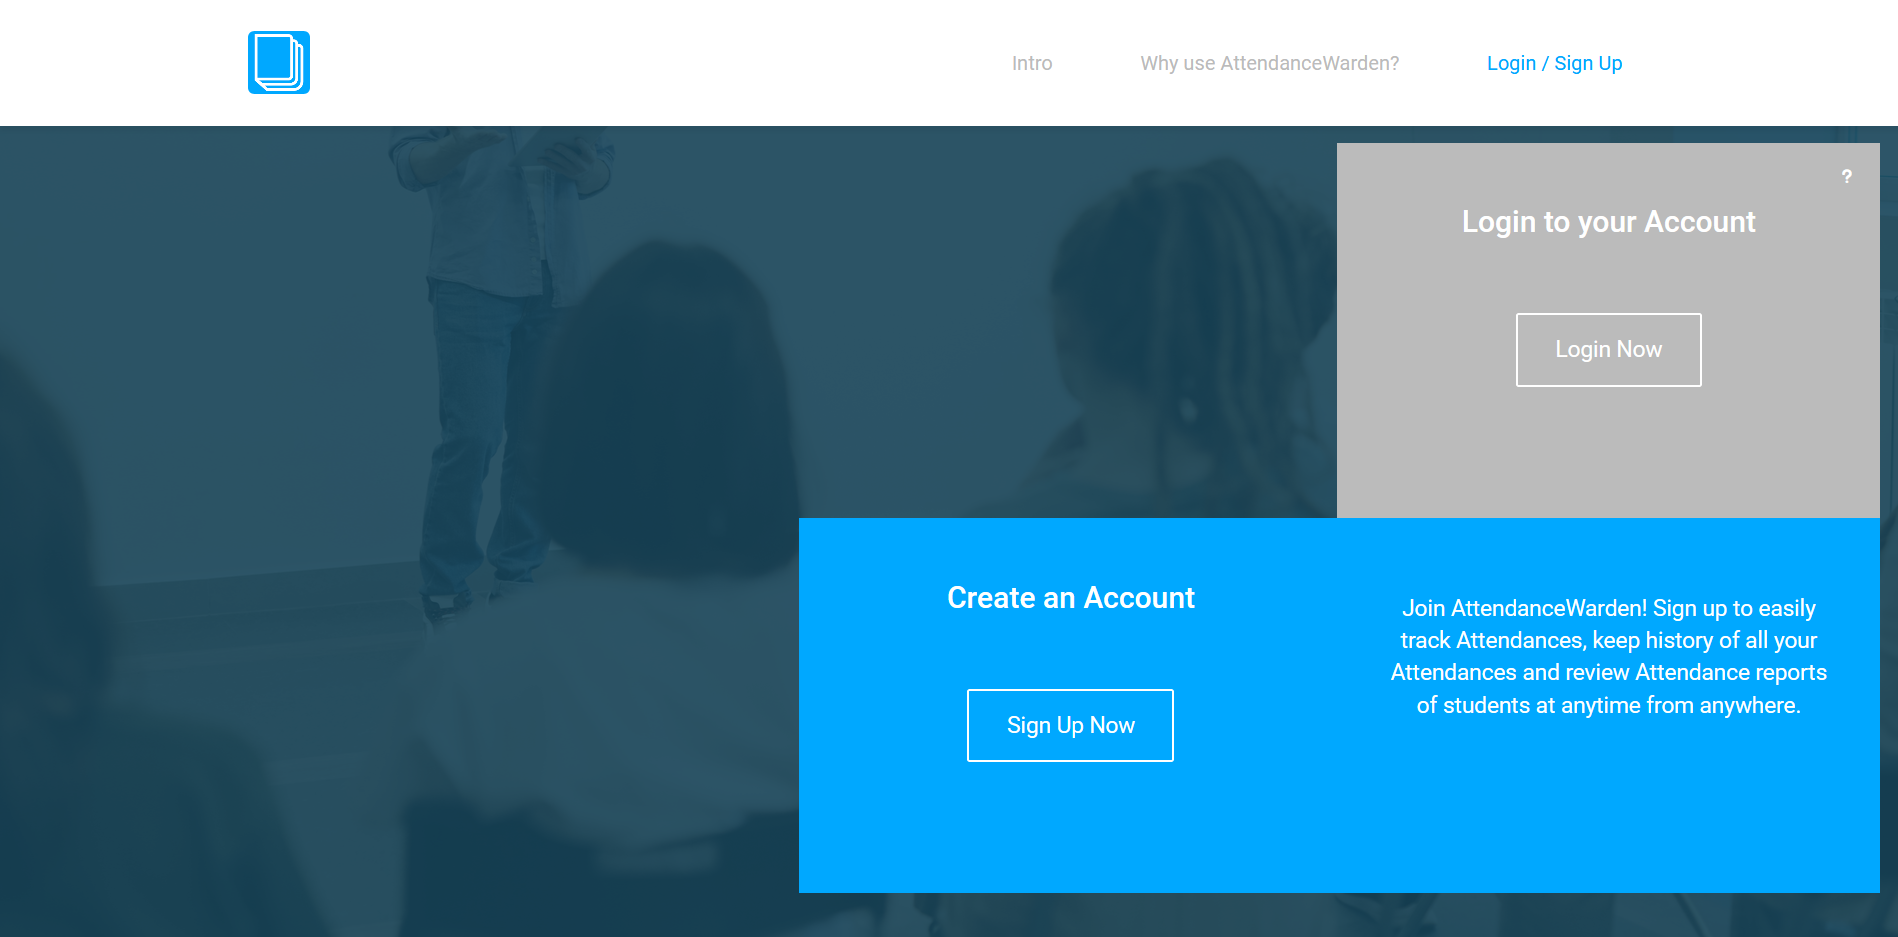 Intro
Why use AttendanceWarden?
Login / Sign Up
?
Login to your Account
Login Now
Create an Account
Sign Up Now
Join AttendanceWarden! Sign up to easily
track Attendances, keep history of all your
Attendances and review Attendance reports
of students at anytime from anywhere.